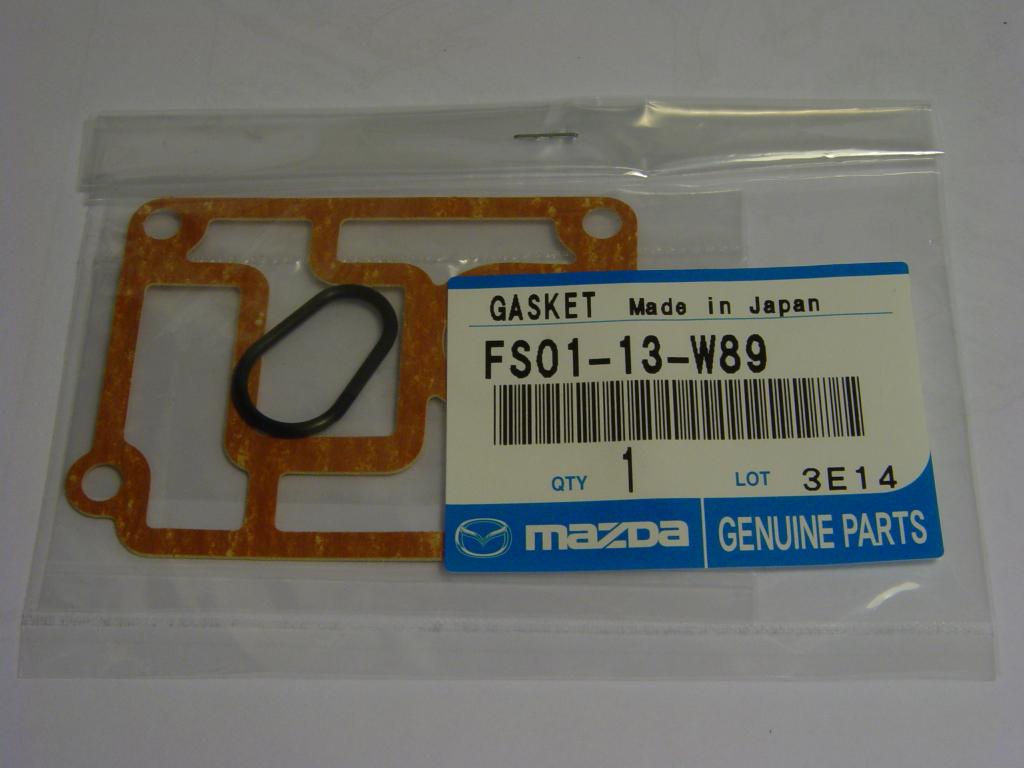 GASKET Made in Japan
FS01-13-W89
QTY 1 LOT 3E14
mazda GENUINE PARTS